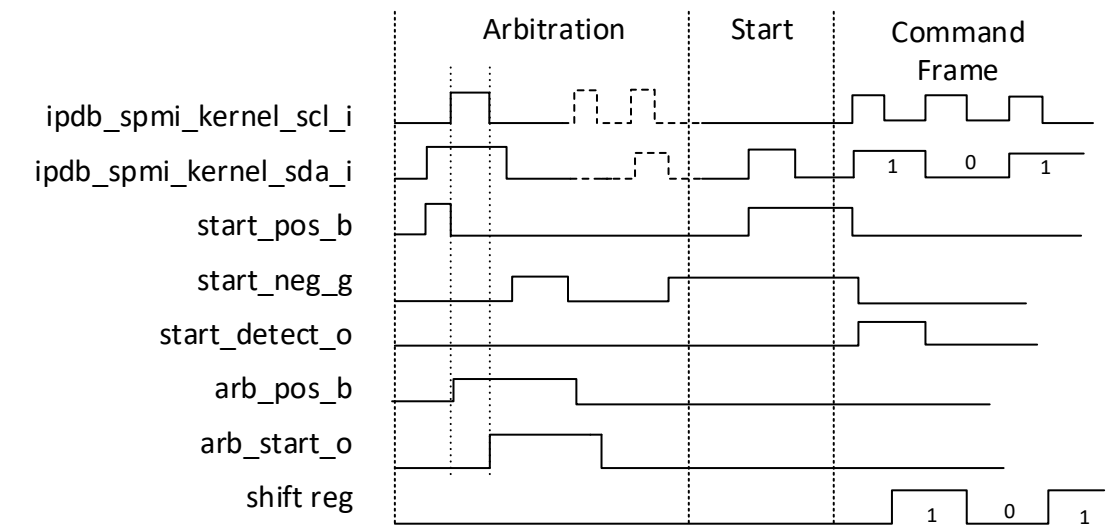 Arbitration
Start
Command
Frame
ipdb_spmi_kernel_scl_i
ipdb_spmi_kernel_sda_i
1
0
1
start_pos_b
start_neg_g
start_detect_o
arb_pos_b
arb_start_o
shift reg
1
0
1